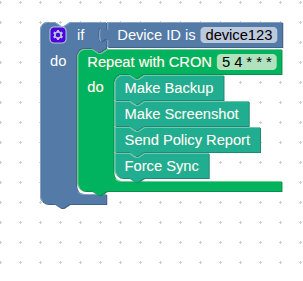 if Device ID is device123
do Repeat with CRON 5 4 * * *
do Make Backup
Make Screenshot
Send Policy Report
Force Sync